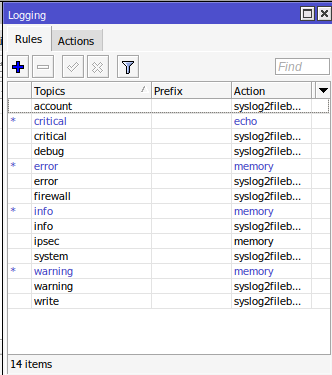 Logging
Rules Actions
Find
Topics / Prefix Action
account syslog2fileb...
* critical echo
critical syslog2fileb...
debug syslog2fileb...
* error memory
error syslog2fileb...
firewall syslog2fileb...
* info memory
info syslog2fileb...
ipsec memory
system syslog2fileb...
* warning memory
warning syslog2fileb...
write syslog2fileb...
14 items